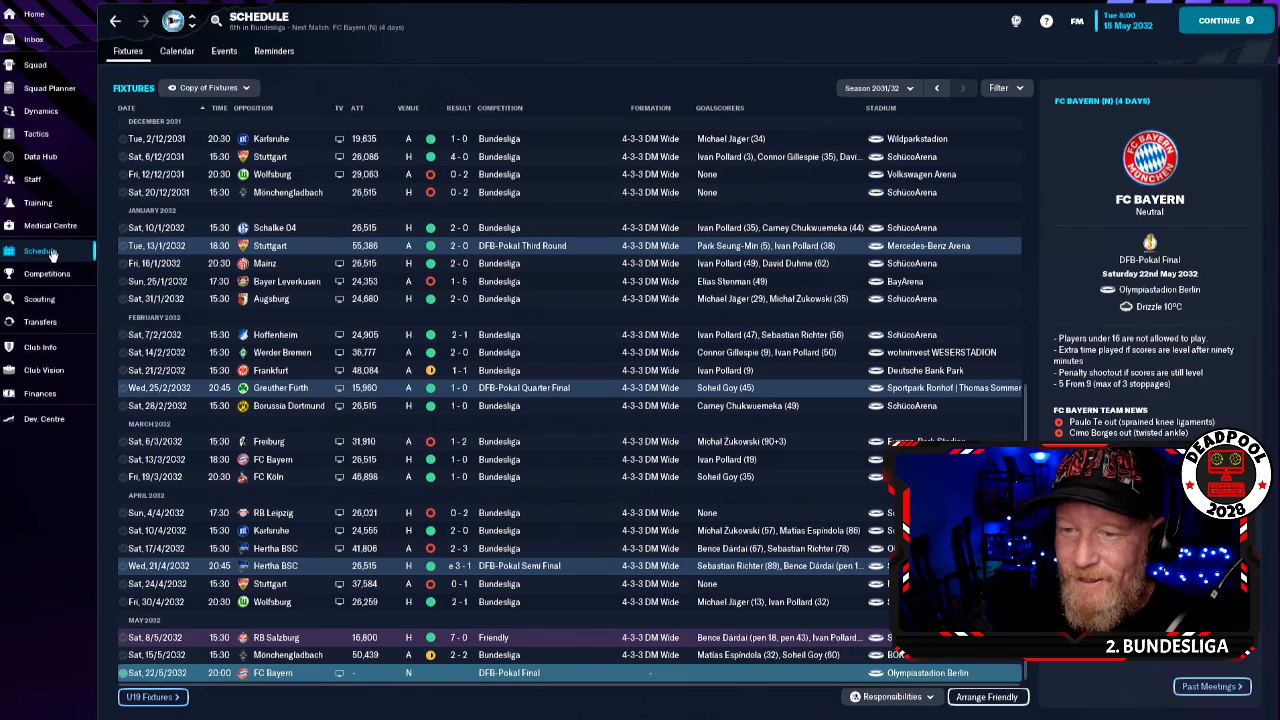 Home
SCHEDULE
6th in Bundesliga - Next Match: FC Bayern (N) (4 days)
FM
Tue 8:00
18 May 2032
CONTINUE
Inbox
Squad
Squad Planner
Dynamics
Tactics
Data Hub
Staff
Training
Medical Centre
Schedule
Competitions
Scouting
Transfers
Club Info
Club Vision
Finances
Dev. Centre
Fixtures Calendar Events Reminders
FIXTURES Copy of Fixtures Season 2031/32 Filter
DATE TIME OPPOSITION TV ATT VENUE RESULT COMPETITION FORMATION GOALSCORERS STADIUM
DECEMBER 2031
Tue, 2/12/2031 20:30 Karlsruhe 19,635 A 1 - 0 Bundesliga 4-3-3 DM Wide Michael Jäger (34) Wildparkstadion
Sat, 6/12/2031 15:30 Stuttgart 26,086 H 4 - 0 Bundesliga 4-3-3 DM Wide Ivan Pollard (3), Connor Gillespie (35), Davi... SchücoArena
Fri, 12/12/2031 20:30 Wolfsburg 29,063 A 1 - 0 Bundesliga 4-3-3 DM Wide None Volkswagen Arena
Sat, 20/12/2031 15:30 Mönchengladbach 26,515 H 0 - 2 Bundesliga 4-3-3 DM Wide None SchücoArena
JANUARY 2032
Sat, 10/1/2032 15:30 Schalke 04 26,515 H 2 - 0 Bundesliga 4-3-3 DM Wide Ivan Pollard (35), Carney Chukwuemeka (44) SchücoArena
Tue, 13/1/2032 18:30 Stuttgart 55,386 A 2 - 0 DFB-Pokal Third Round 4-3-3 DM Wide Park Seung-Min (5), Ivan Pollard (38) Mercedes-Benz Arena
Fri, 16/1/2032 20:30 Mainz 26,515 H 2 - 0 Bundesliga 4-3-3 DM Wide Ivan Pollard (49), David Duhme (62) SchücoArena
Sun, 25/1/2032 17:30 Bayer Leverkusen 24,353 A 1 - 5 Bundesliga 4-3-3 DM Wide Elias Stenman (49) BayArena
Sat, 31/1/2032 15:30 Augsburg 24,680 H 2 - 0 Bundesliga 4-3-3 DM Wide Michael Jäger (29), Michał Żukowski (35) SchücoArena
FEBRUARY 2032
Sat, 7/2/2032 15:30 Hoffenheim 24,905 H 2 - 1 Bundesliga 4-3-3 DM Wide Ivan Pollard (47), Sebastian Richter (56) SchücoArena
Sat, 14/2/2032 15:30 Werder Bremen 36,777 A 2 - 0 Bundesliga 4-3-3 DM Wide Connor Gillespie (9), Ivan Pollard (50) wohninvest WESERSTADION
Sat, 21/2/2032 15:30 Frankfurt 48,084 A 1 - 1 Bundesliga 4-3-3 DM Wide Ivan Pollard (9) Deutsche Bank Park
Wed, 25/2/2032 20:45 Greuther Fürth 15,960 A 1 - 0 DFB-Pokal Quarter Final 4-3-3 DM Wide Soheil Goy (45) Sportpark Ronhof | Thomas Sommer
Sat, 28/2/2032 15:30 Borussia Dortmund 26,515 H 1 - 0 Bundesliga 4-3-3 DM Wide Carney Chukwuemeka (49) SchücoArena
MARCH 2032
Sat, 6/3/2032 15:30 Freiburg 31,910 A 1 - 2 Bundesliga 4-3-3 DM Wide Michał Żukowski (90+3)
Sat, 13/3/2032 18:30 FC Bayern 26,515 H 1 - 0 Bundesliga 4-3-3 DM Wide Ivan Pollard (19)
Fri, 19/3/2032 20:30 FC Köln 46,898 A 1 - 0 Bundesliga 4-3-3 DM Wide Soheil Goy (35)
APRIL 2032
Sun, 4/4/2032 17:30 RB Leipzig 26,021 H 0 - 2 Bundesliga 4-3-3 DM Wide None
Sat, 10/4/2032 15:30 Karlsruhe 24,555 H 2 - 0 Bundesliga 4-3-3 DM Wide Michał Żukowski (57), Matías Espíndola (86)
Sat, 17/4/2032 15:30 Hertha BSC 41,806 A 2 - 3 Bundesliga 4-3-3 DM Wide Bence Dárdai (67), Sebastian Richter (78)
Wed, 21/4/2032 20:45 Hertha BSC 26,515 H e 3 - 1 DFB-Pokal Semi Final 4-3-3 DM Wide Sebastian Richter (89), Bence Dárdai (pen 1...
Sat, 24/4/2032 15:30 Stuttgart 37,584 A 0 - 1 Bundesliga 4-3-3 DM Wide None
Fri, 30/4/2032 20:30 Wolfsburg 26,259 H 2 - 1 Bundesliga 4-3-3 DM Wide Michael Jäger (13), Ivan Pollard (32)
MAY 2032
Sat, 8/5/2032 15:30 RB Salzburg 16,800 H 7 - 0 Friendly 4-3-3 DM Wide Bence Dárdai (pen 18, pen 43), Ivan Pollard...
Sat, 15/5/2032 15:30 Mönchengladbach 50,439 A 2 - 2 Bundesliga 4-3-3 DM Wide Matías Espíndola (32), Soheil Goy (60)
Sat, 22/5/2032 20:00 FC Bayern - N DFB-Pokal Final - Olympiastadion Berlin
U19 Fixtures Responsibilities Arrange Friendly
FC BAYERN (N) (4 DAYS)
FC BAYERN
Neutral
DFB-Pokal Final
Saturday 22nd May 2032
Olympiastadion Berlin
Drizzle 10ºC
- Players under 16 are not allowed to play.
- Extra time played if scores are level after ninety
minutes
- Penalty shootout if scores are still level
- 5 From 9 (max of 3 stoppages)
FC BAYERN TEAM NEWS
Paulo Te out (sprained knee ligaments)
Cimo Borges out (twisted ankle)
DEADPOOL
2028
2. BUNDESLIGA
Past Meetings